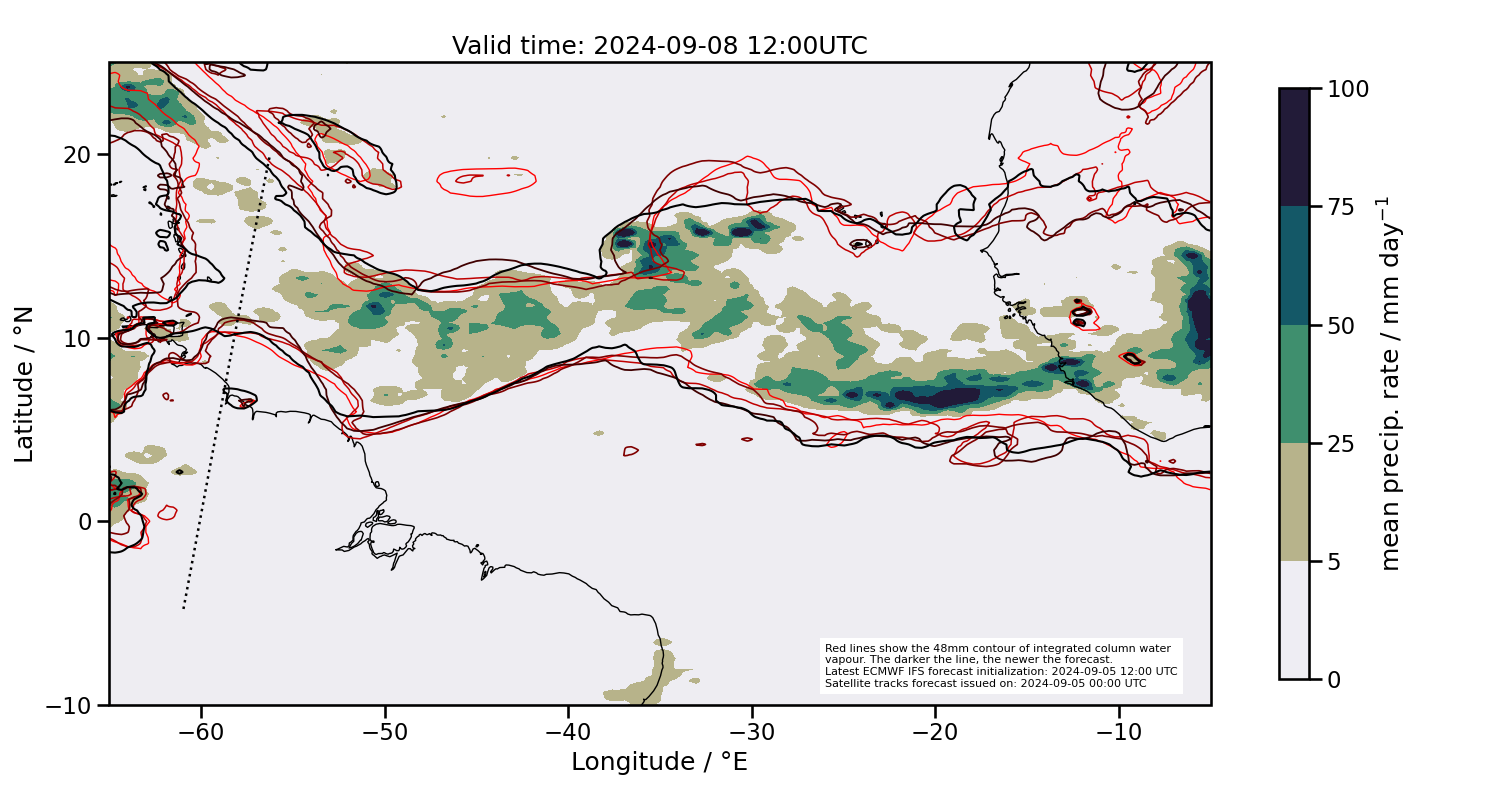 Valid time: 2024-09-08 12:00UTC
Latitude / °N
20
10
0
−10
−60
−50
−40
−30
−20
−10
Longitude / °E
Red lines show the 48mm contour of integrated column water
vapour. The darker the line, the newer the forecast.
Latest ECMWF IFS forecast initialization: 2024-09-05 12:00 UTC
Satellite tracks forecast issued on: 2024-09-05 00:00 UTC
100
75
50
25
5
0
mean precip. rate / mm day⁻¹